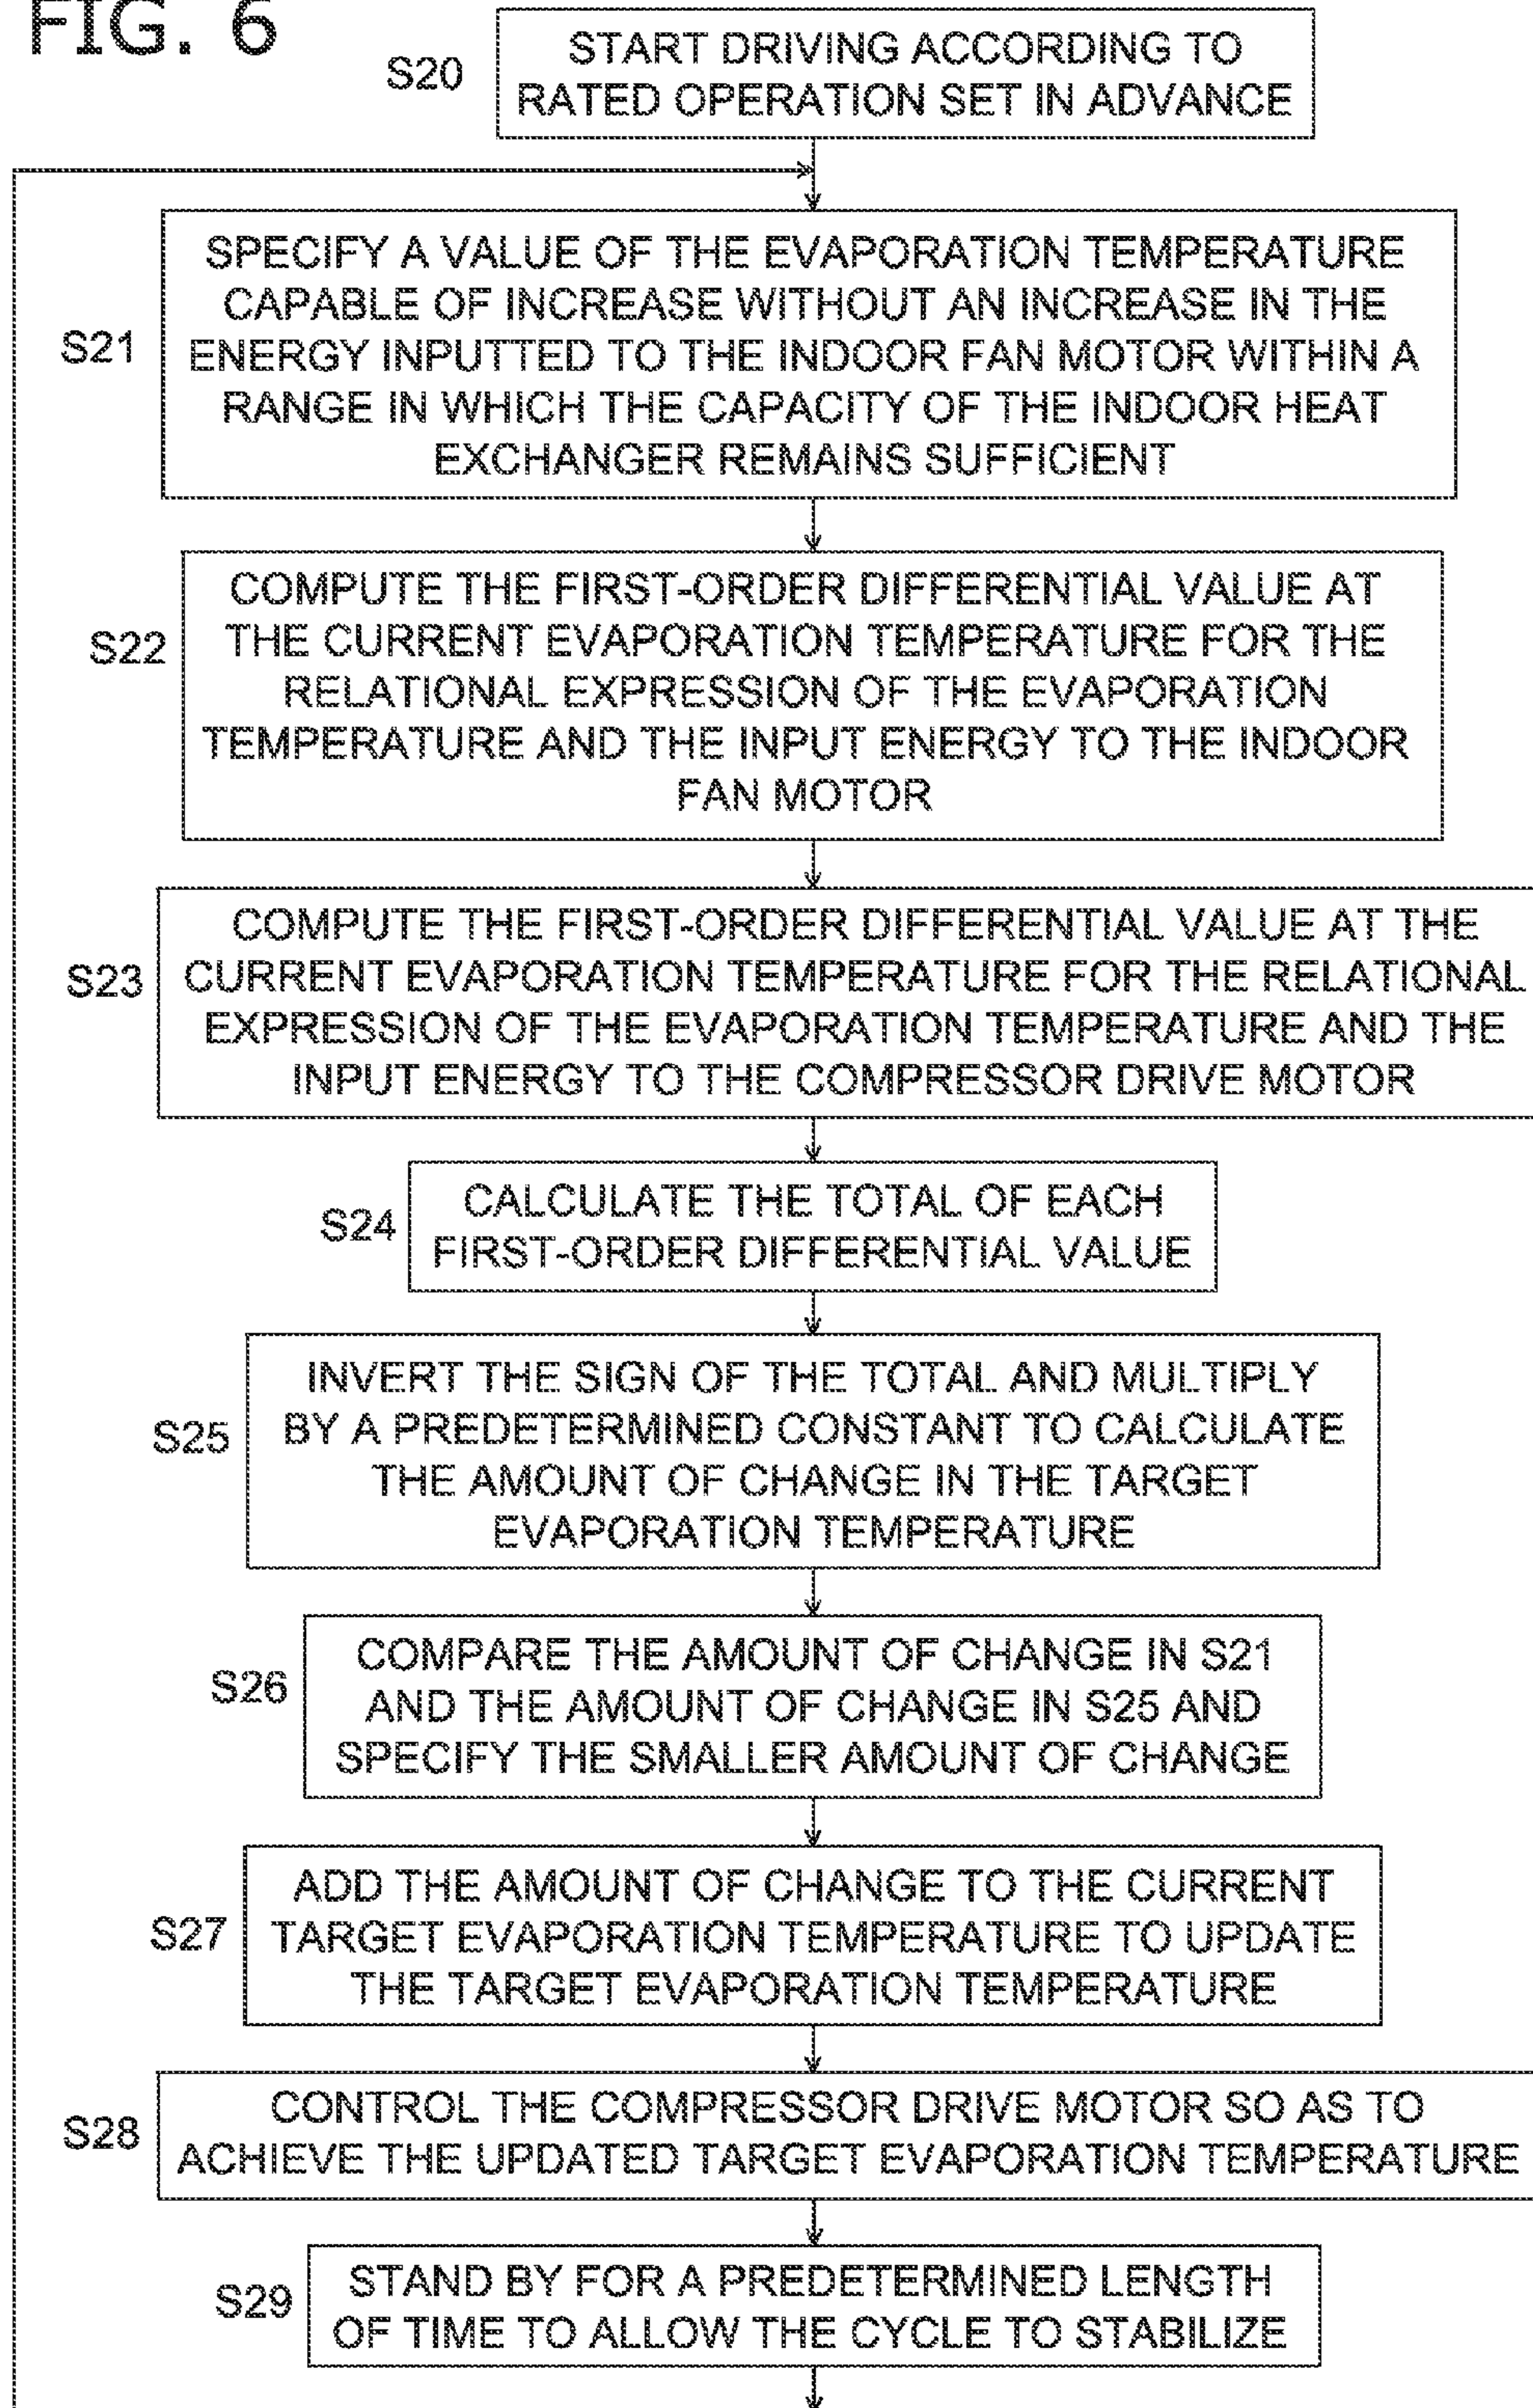 FIG. 6
S20
START DRIVING ACCORDING TO
RATED OPERATION SET IN ADVANCE
S21
SPECIFY A VALUE OF THE EVAPORATION TEMPERATURE
CAPABLE OF INCREASE WITHOUT AN INCREASE IN THE
ENERGY INPUTTED TO THE INDOOR FAN MOTOR WITHIN A
RANGE IN WHICH THE CAPACITY OF THE INDOOR HEAT
EXCHANGER REMAINS SUFFICIENT
S22
COMPUTE THE FIRST-ORDER DIFFERENTIAL VALUE AT
THE CURRENT EVAPORATION TEMPERATURE FOR THE
RELATIONAL EXPRESSION OF THE EVAPORATION
TEMPERATURE AND THE INPUT ENERGY TO THE INDOOR
FAN MOTOR
S23
COMPUTE THE FIRST-ORDER DIFFERENTIAL VALUE AT THE
CURRENT EVAPORATION TEMPERATURE FOR THE RELATIONAL
EXPRESSION OF THE EVAPORATION TEMPERATURE AND THE
INPUT ENERGY TO THE COMPRESSOR DRIVE MOTOR
S24
CALCULATE THE TOTAL OF EACH
FIRST-ORDER DIFFERENTIAL VALUE
S25
INVERT THE SIGN OF THE TOTAL AND MULTIPLY
BY A PREDETERMINED CONSTANT TO CALCULATE
THE AMOUNT OF CHANGE IN THE TARGET
EVAPORATION TEMPERATURE
S26
COMPARE THE AMOUNT OF CHANGE IN S21
AND THE AMOUNT OF CHANGE IN S25 AND
SPECIFY THE SMALLER AMOUNT OF CHANGE
S27
ADD THE AMOUNT OF CHANGE TO THE CURRENT
TARGET EVAPORATION TEMPERATURE TO UPDATE
THE TARGET EVAPORATION TEMPERATURE
S28
CONTROL THE COMPRESSOR DRIVE MOTOR SO AS TO
ACHIEVE THE UPDATED TARGET EVAPORATION TEMPERATURE
S29
STAND BY FOR A PREDETERMINED LENGTH
OF TIME TO ALLOW THE CYCLE TO STABILIZE